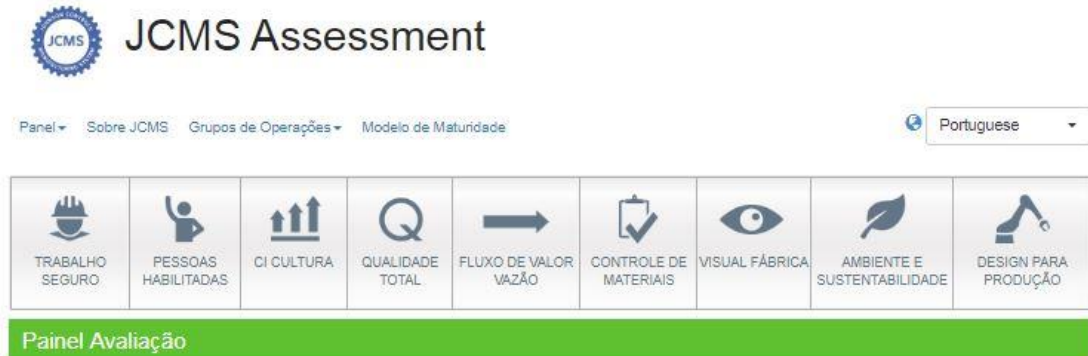 JCMS
JCMS Assessment
Panel Sobre JCMS Grupos de Operações Modelo de Maturidade
Portuguese
TRABALHO
SEGURO
PESSOAS
HABILITADAS
CI CULTURA
QUALIDADE
TOTAL
FLUXO DE VALOR
VAZÃO
CONTROLE DE
MATERIAIS
VISUAL FÁBRICA
AMBIENTE E
SUSTENTABILIDADE
DESIGN PARA
PRODUÇÃO
Painel Avaliação